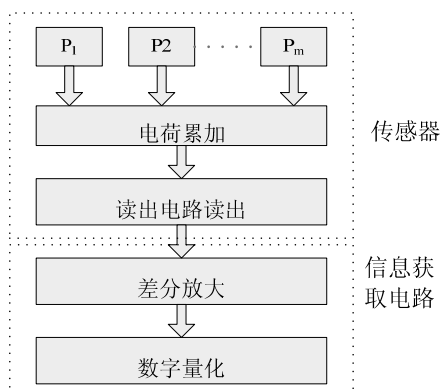 P1 P2 ······ Pm
电荷累加
传感器
读出电路读出
差分放大
信息获
取电路
数字量化